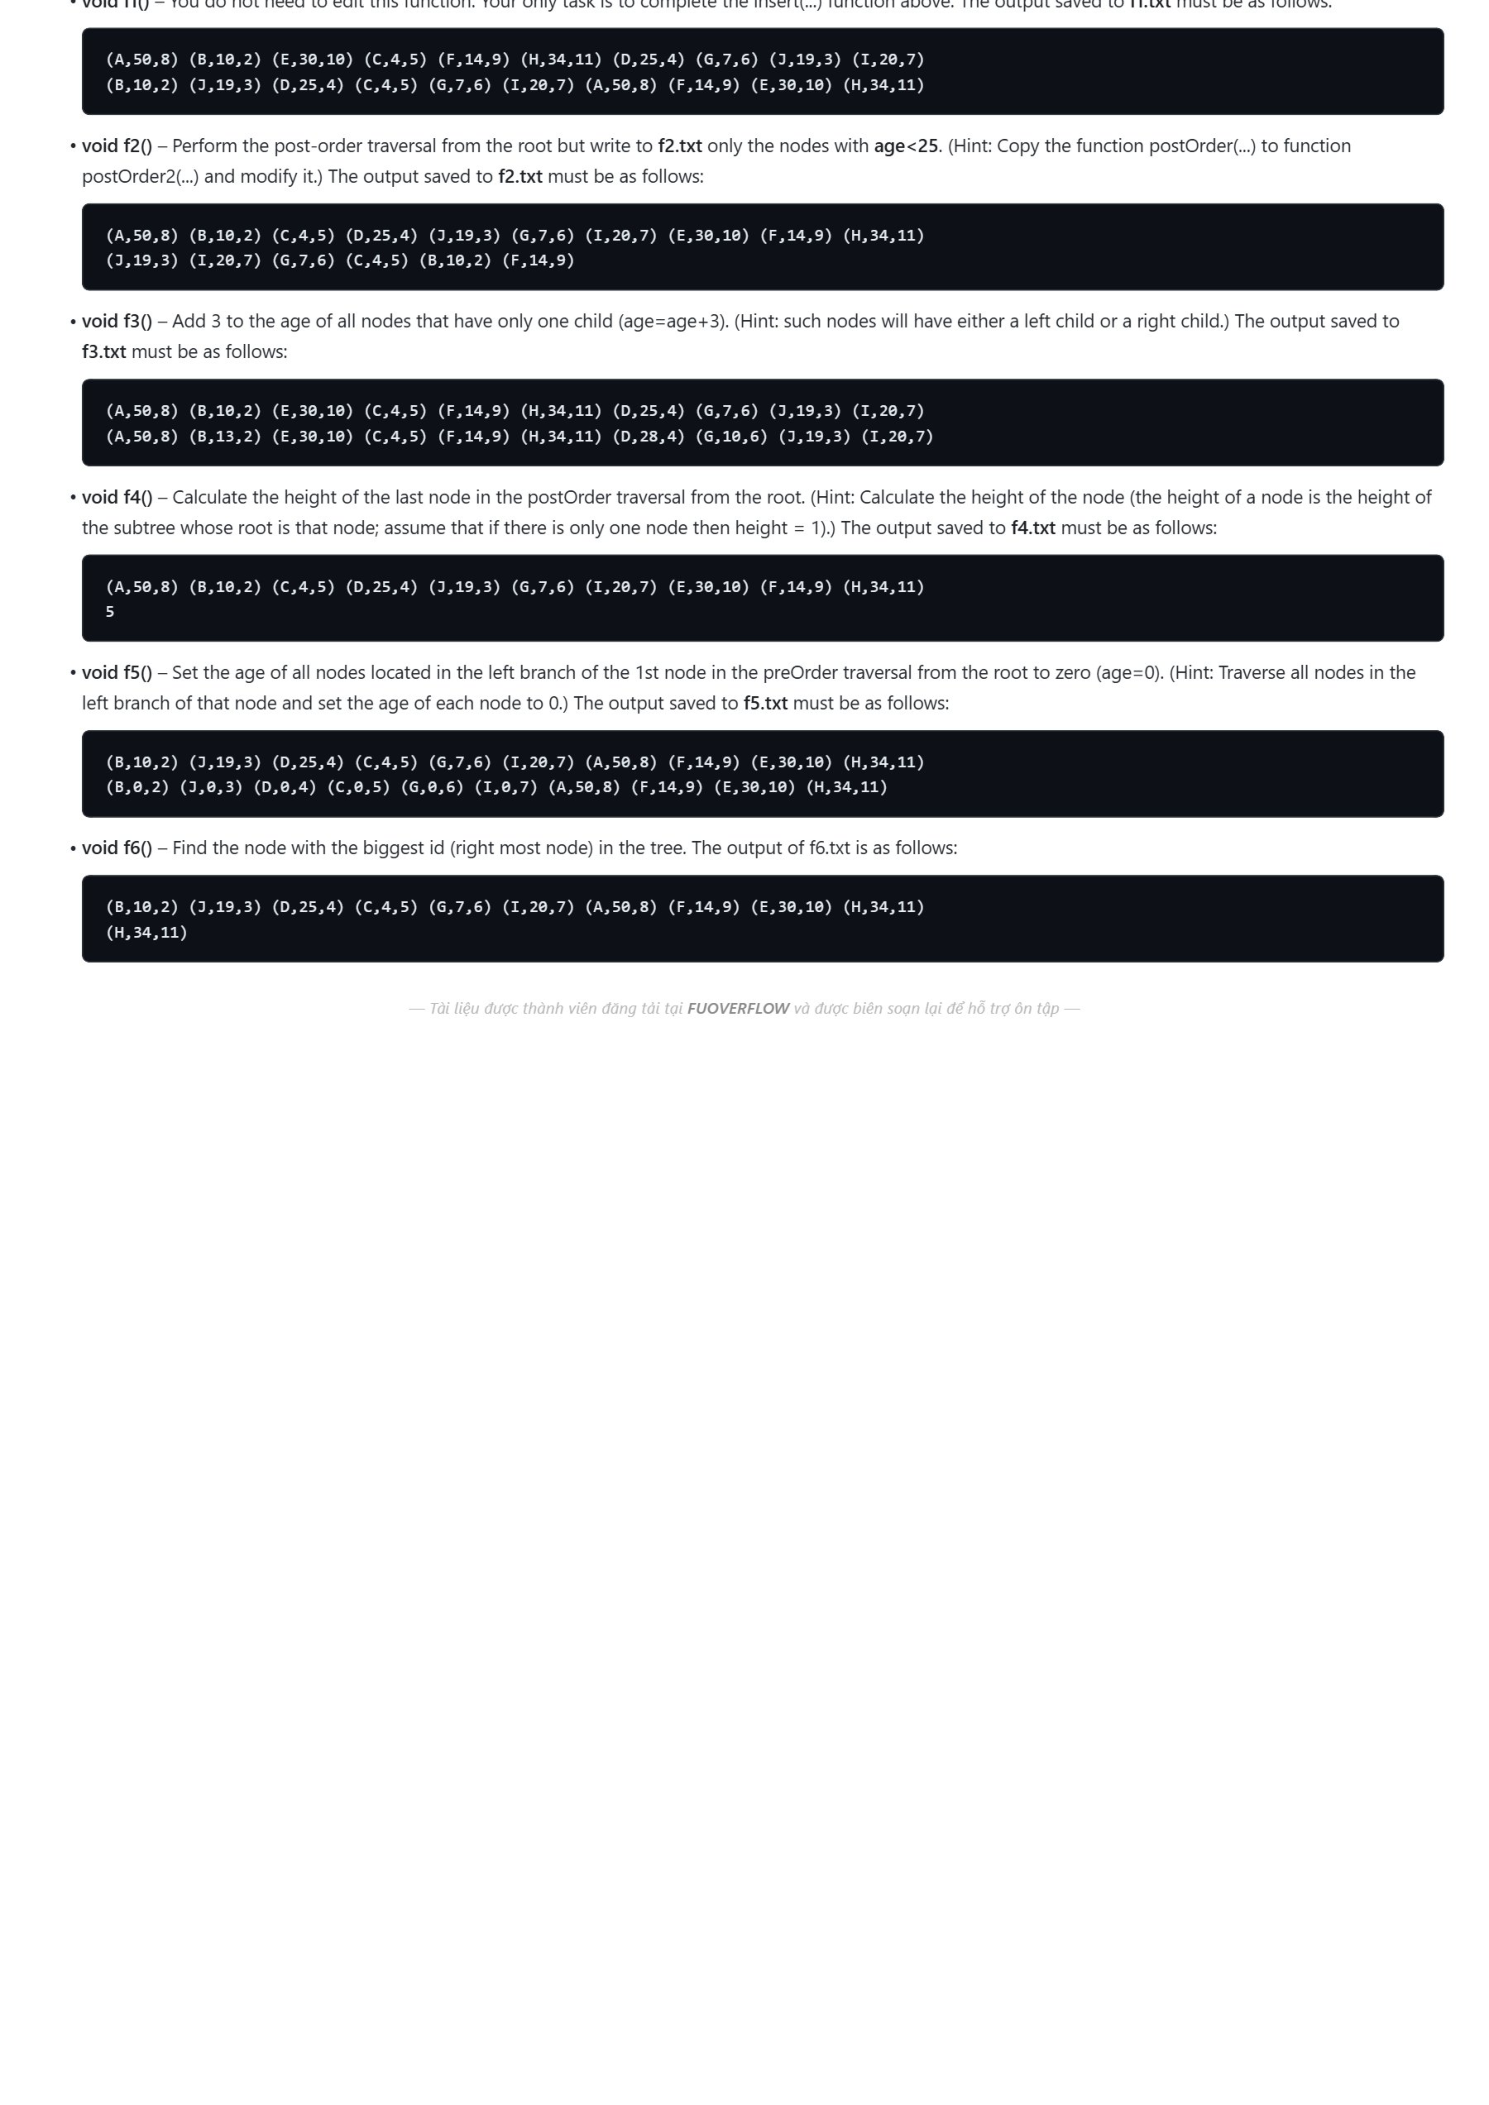 • void f1() – You do not need to edit this function. Your only task is to complete the insert(...) function above. The output saved to f1.txt must be as follows:
(A,50,8) (B,10,2) (E,30,10) (C,4,5) (F,14,9) (H,34,11) (D,25,4) (G,7,6) (J,19,3) (I,20,7)
(B,10,2) (J,19,3) (D,25,4) (C,4,5) (G,7,6) (I,20,7) (A,50,8) (F,14,9) (E,30,10) (H,34,11)
• void f2() – Perform the post-order traversal from the root but write to f2.txt only the nodes with age<25. (Hint: Copy the function postOrder(...) to function
postOrder2(...) and modify it.) The output saved to f2.txt must be as follows:
(A,50,8) (B,10,2) (C,4,5) (D,25,4) (J,19,3) (G,7,6) (I,20,7) (E,30,10) (F,14,9) (H,34,11)
(J,19,3) (I,20,7) (G,7,6) (C,4,5) (B,10,2) (F,14,9)
• void f3() – Add 3 to the age of all nodes that have only one child (age=age+3). (Hint: such nodes will have either a left child or a right child.) The output saved to
f3.txt must be as follows:
(A,50,8) (B,10,2) (E,30,10) (C,4,5) (F,14,9) (H,34,11) (D,25,4) (G,7,6) (J,19,3) (I,20,7)
(A,50,8) (B,13,2) (E,30,10) (C,4,5) (F,14,9) (H,34,11) (D,28,4) (G,10,6) (J,19,3) (I,20,7)
• void f4() – Calculate the height of the last node in the postOrder traversal from the root. (Hint: Calculate the height of the node (the height of a node is the height of
the subtree whose root is that node; assume that if there is only one node then height = 1).) The output saved to f4.txt must be as follows:
(A,50,8) (B,10,2) (C,4,5) (D,25,4) (J,19,3) (G,7,6) (I,20,7) (E,30,10) (F,14,9) (H,34,11)
5
• void f5() – Set the age of all nodes located in the left branch of the 1st node in the preOrder traversal from the root to zero (age=0). (Hint: Traverse all nodes in the
left branch of that node and set the age of each node to 0.) The output saved to f5.txt must be as follows:
(B,10,2) (J,19,3) (D,25,4) (C,4,5) (G,7,6) (I,20,7) (A,50,8) (F,14,9) (E,30,10) (H,34,11)
(B,0,2) (J,0,3) (D,0,4) (C,0,5) (G,0,6) (I,0,7) (A,50,8) (F,14,9) (E,30,10) (H,34,11)
• void f6() – Find the node with the biggest id (right most node) in the tree. The output of f6.txt is as follows:
(B,10,2) (J,19,3) (D,25,4) (C,4,5) (G,7,6) (I,20,7) (A,50,8) (F,14,9) (E,30,10) (H,34,11)
(H,34,11)
— Tài liệu được thành viên đăng tải tại FUOVERFLOW và được biên soạn lại để hỗ trợ ôn tập —